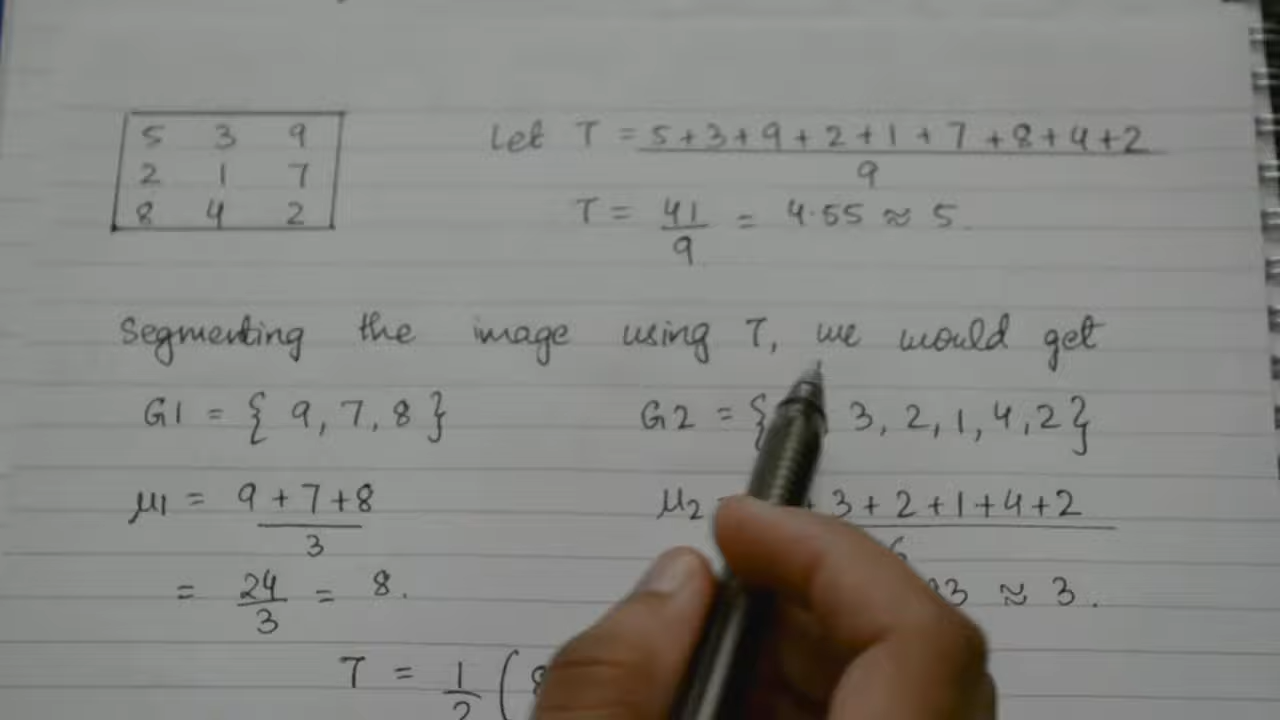 5 3 9
2 1 7
8 4 2
Let T = 5+3+9+2+1+7+8+4+2
9
T = 41/9 = 4.55 ≈ 5.
Segmenting the image using T, we would get
G1 = { 9, 7, 8 }
G2 = { 3, 2, 1, 4, 2 }
μ1 = 9+7+8
3
μ2 3+2+1+4+2
6
= 24/3 = 8.
≈ 3.
T = 1/2 (